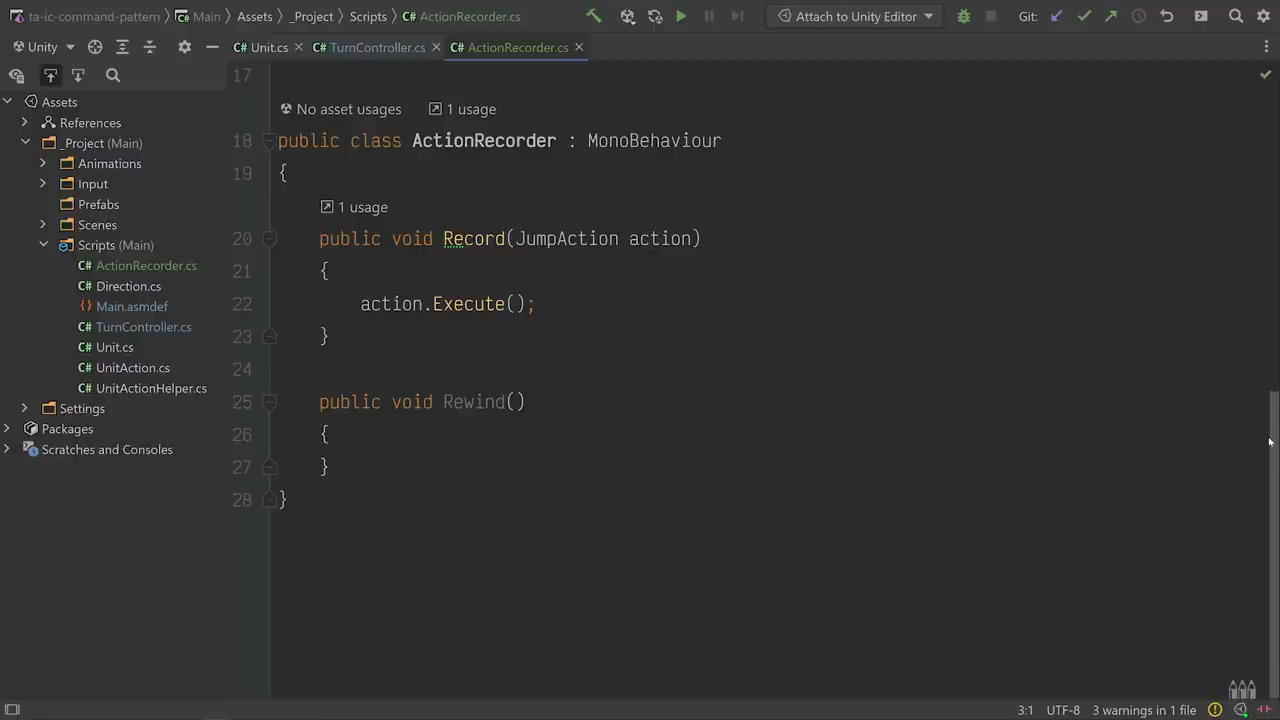 ta-ic-command-pattern Main Assets _Project Scripts ActionRecorder.cs Attach to Unity Editor Git:
Unity Unit.cs TurnController.cs ActionRecorder.cs
17
Assets
References
_Project (Main)
Animations
Input
Prefabs
Scenes
Scripts (Main)
ActionRecorder.cs
Direction.cs
Main.asmdef
TurnController.cs
Unit.cs
UnitAction.cs
UnitActionHelper.cs
Settings
Packages
Scratches and Consoles
No asset usages 1 usage
18 public class ActionRecorder : MonoBehaviour
19 {
1 usage
20 public void Record(JumpAction action)
21 {
22 action.Execute();
23 }
24
25 public void Rewind()
26 {
27 }
28 }
3:1 UTF-8 3 warnings in 1 file